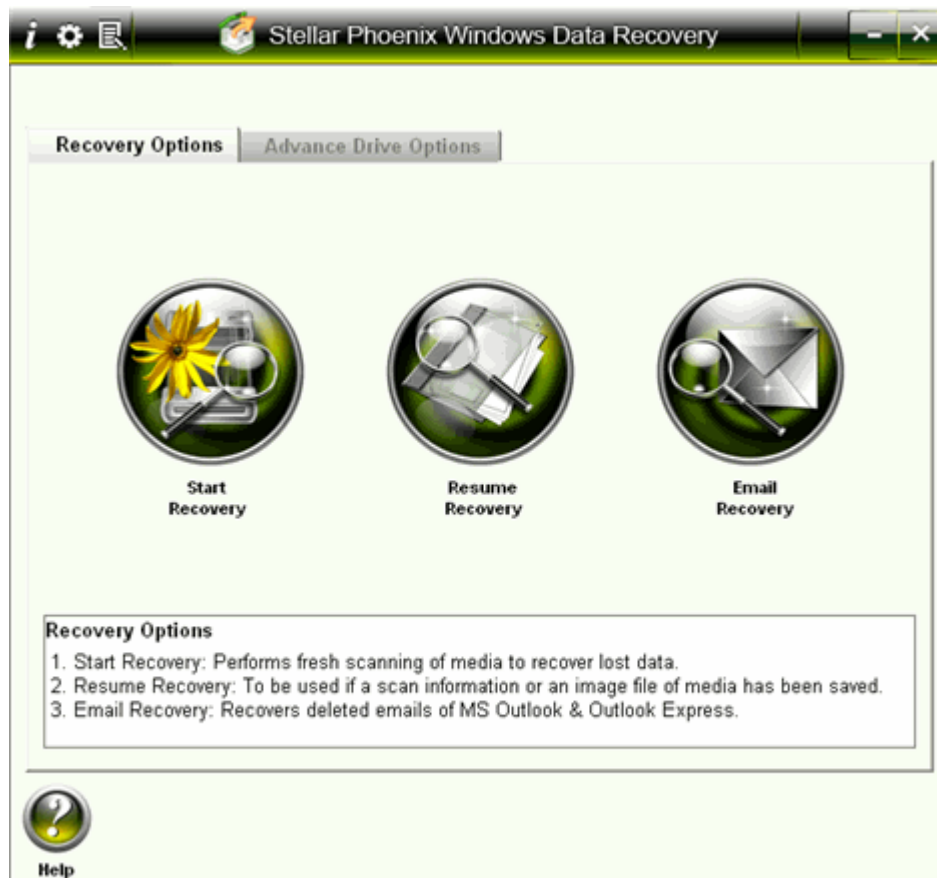 Stellar Phoenix Windows Data Recovery
Recovery Options
Advance Drive Options
Start
Recovery
Resume
Recovery
Email
Recovery
Recovery Options
1. Start Recovery: Performs fresh scanning of media to recover lost data.
2. Resume Recovery: To be used if a scan information or an image file of media has been saved.
3. Email Recovery: Recovers deleted emails of MS Outlook & Outlook Express.
Help